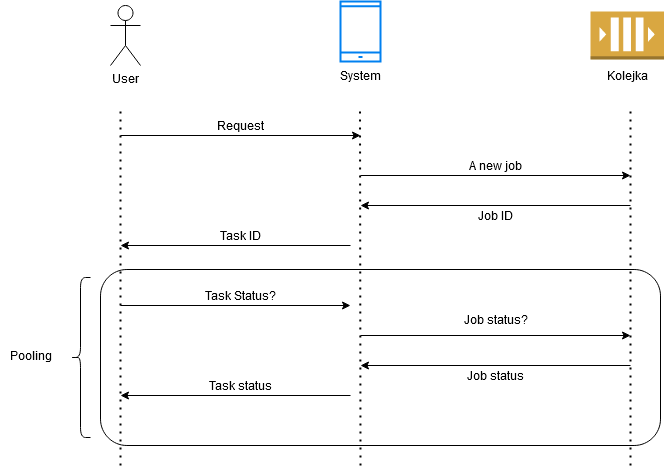 User
System
Kolejka
Request
A new job
Job ID
Task ID
Task Status?
Job status?
Pooling
Job status
Task status